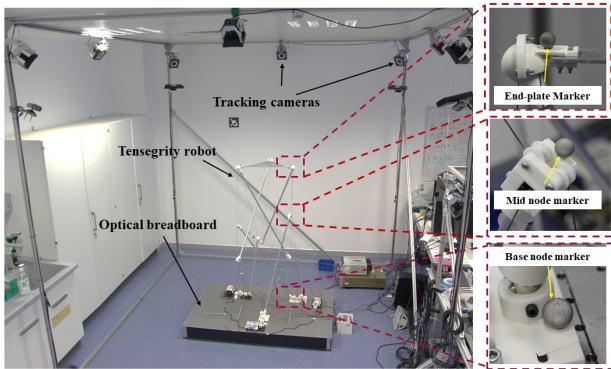 Tracking cameras
Tensegrity robot
Optical breadboard
End-plate Marker
Mid node marker
Base node marker